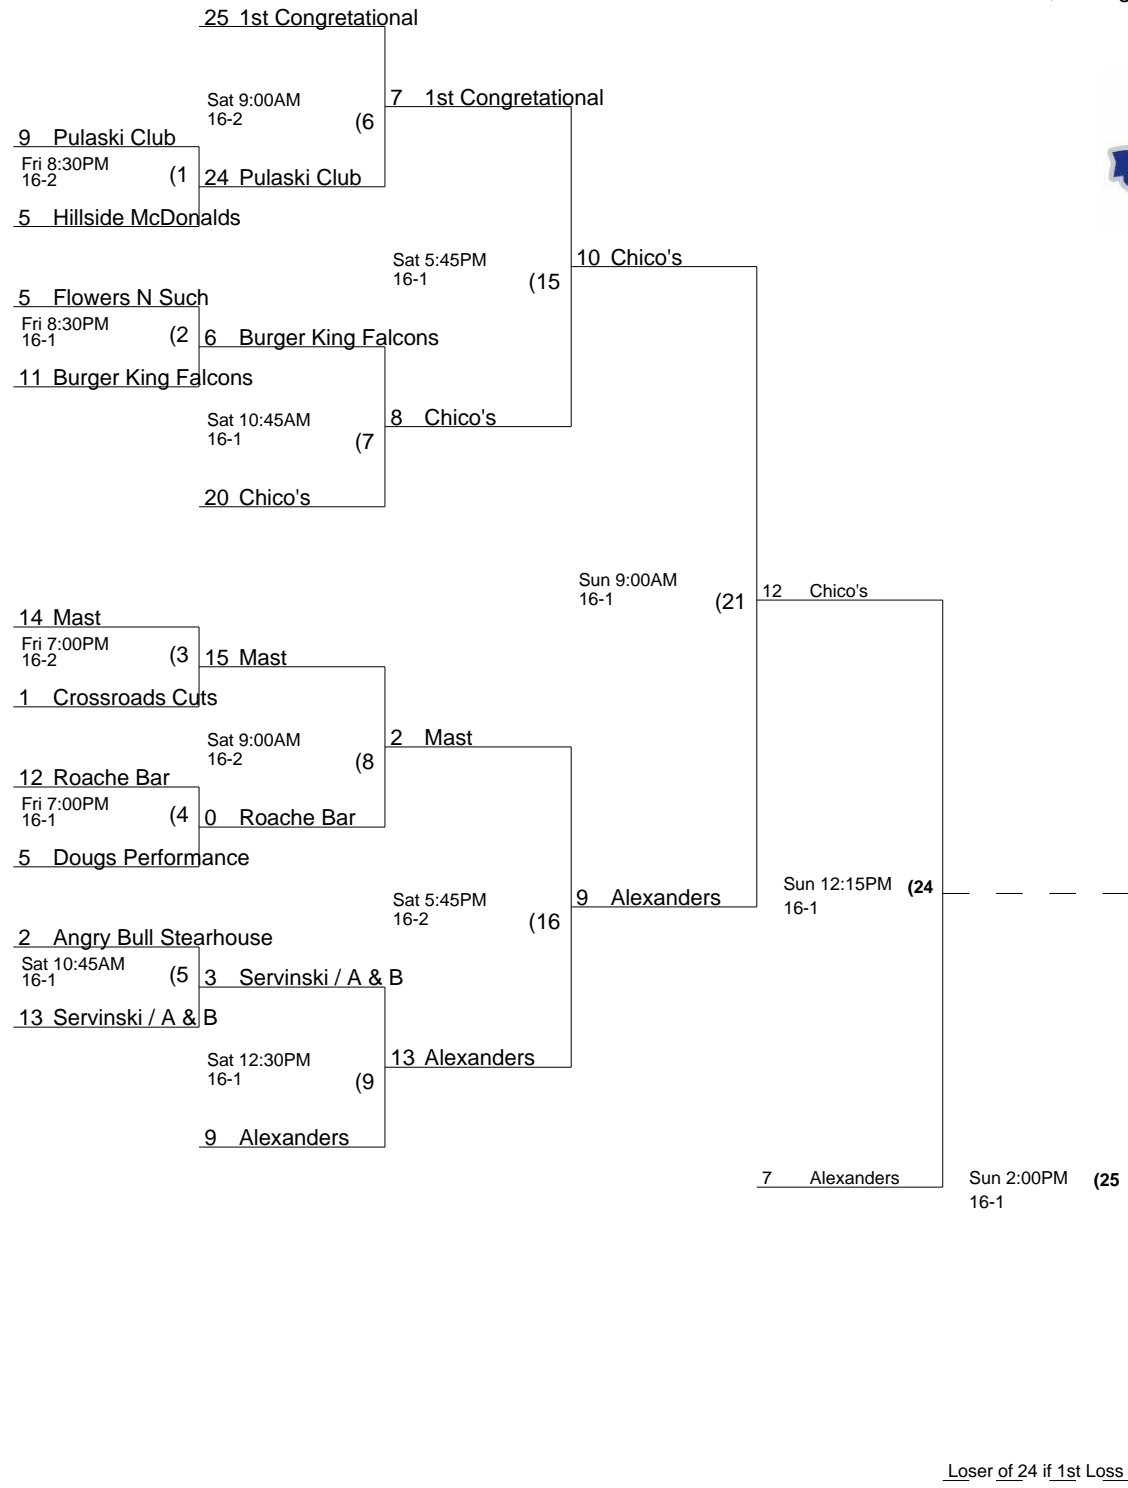 25 1st Congretational
Sat 9:00AM
16-2
(6
7 1st Congretational
9 Pulaski Club
Fri 8:30PM
16-2
(1
24 Pulaski Club
5 Hillside McDonalds
Sat 5:45PM
16-1
(15
10 Chico's
5 Flowers N Such
Fri 8:30PM
16-1
(2
6 Burger King Falcons
11 Burger King Falcons
Sat 10:45AM
16-1
(7
8 Chico's
20 Chico's
Sun 9:00AM
16-1
(21
12 Chico's
14 Mast
Fri 7:00PM
16-2
(3
15 Mast
1 Crossroads Cuts
Sat 9:00AM
16-2
(8
2 Mast
12 Roache Bar
Fri 7:00PM
16-1
(4
0 Roache Bar
5 Dougs Performance
Sat 5:45PM
16-2
(16
9 Alexanders
Sun 12:15PM
16-1
(24
2 Angry Bull Stearhouse
Sat 10:45AM
16-1
(5
3 Servinski / A & B
13 Servinski / A & B
Sat 12:30PM
16-1
(9
13 Alexanders
9 Alexanders
7 Alexanders
Sun 2:00PM
16-1
(25
Loser of 24 if 1st Loss